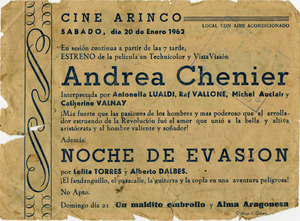 CINE ARINCO
LOCAL CON AIRE ACONDICIONADO
SABADO, día 20 de Enero 1962
En sesión continua a partir de las 7 tarde,
ESTRENO de la película en Technicolor y VistaVisión
Andrea Chenier
Interpretada por Antonella LUALDI, Raf VALLONE, Michel Auclair y
Catherine VALNAY
¡Más fuerte que las pasiones de los hombres y más poderoso que el arrolla-
dor estruendo de la Revolución fué el amor que unió a la bella y altiva
aristócrata y al hombre valiente y soñador!
Además:
NOCHE DE EVASION
por Lolita TORRES y Alberto DALBES.
¡El fandanguillo, el pasacalle, la guitarra y la copla en una aventura peligrosa!
No Apto.
Domingo día 21 Un maldito embrollo y Alma Aragonesa